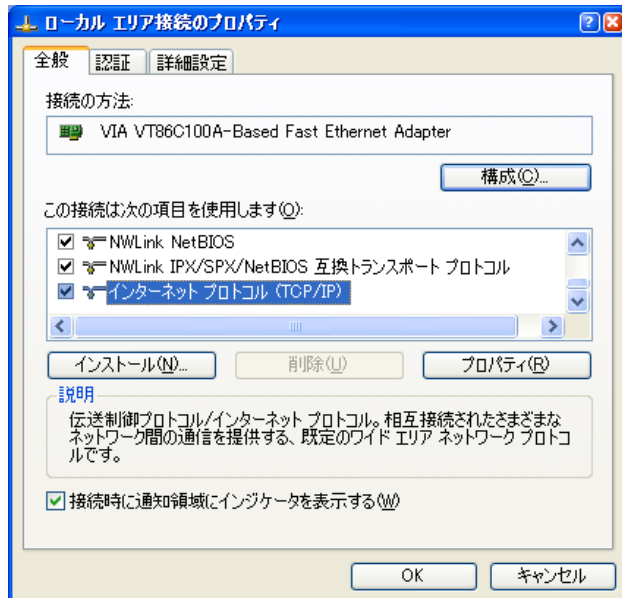 ローカル エリア接続のプロパティ
全般 認証 詳細設定
接続の方法:
VIA VT86C100A-Based Fast Ethernet Adapter
構成(C)...
この接続は次の項目を使用します(O):
NWLink NetBIOS
NWLink IPX/SPX/NetBIOS 互換トランスポート プロトコル
インターネット プロトコル (TCP/IP)
インストール(N)... 削除(U) プロパティ(R)
説明
伝送制御プロトコル/インターネット プロトコル。相互接続されたさまざまな
ネットワーク間の通信を提供する、既定のワイド エリア ネットワーク プロトコ
ルです。
接続時に通知領域にインジケータを表示する(W)
OK キャンセル